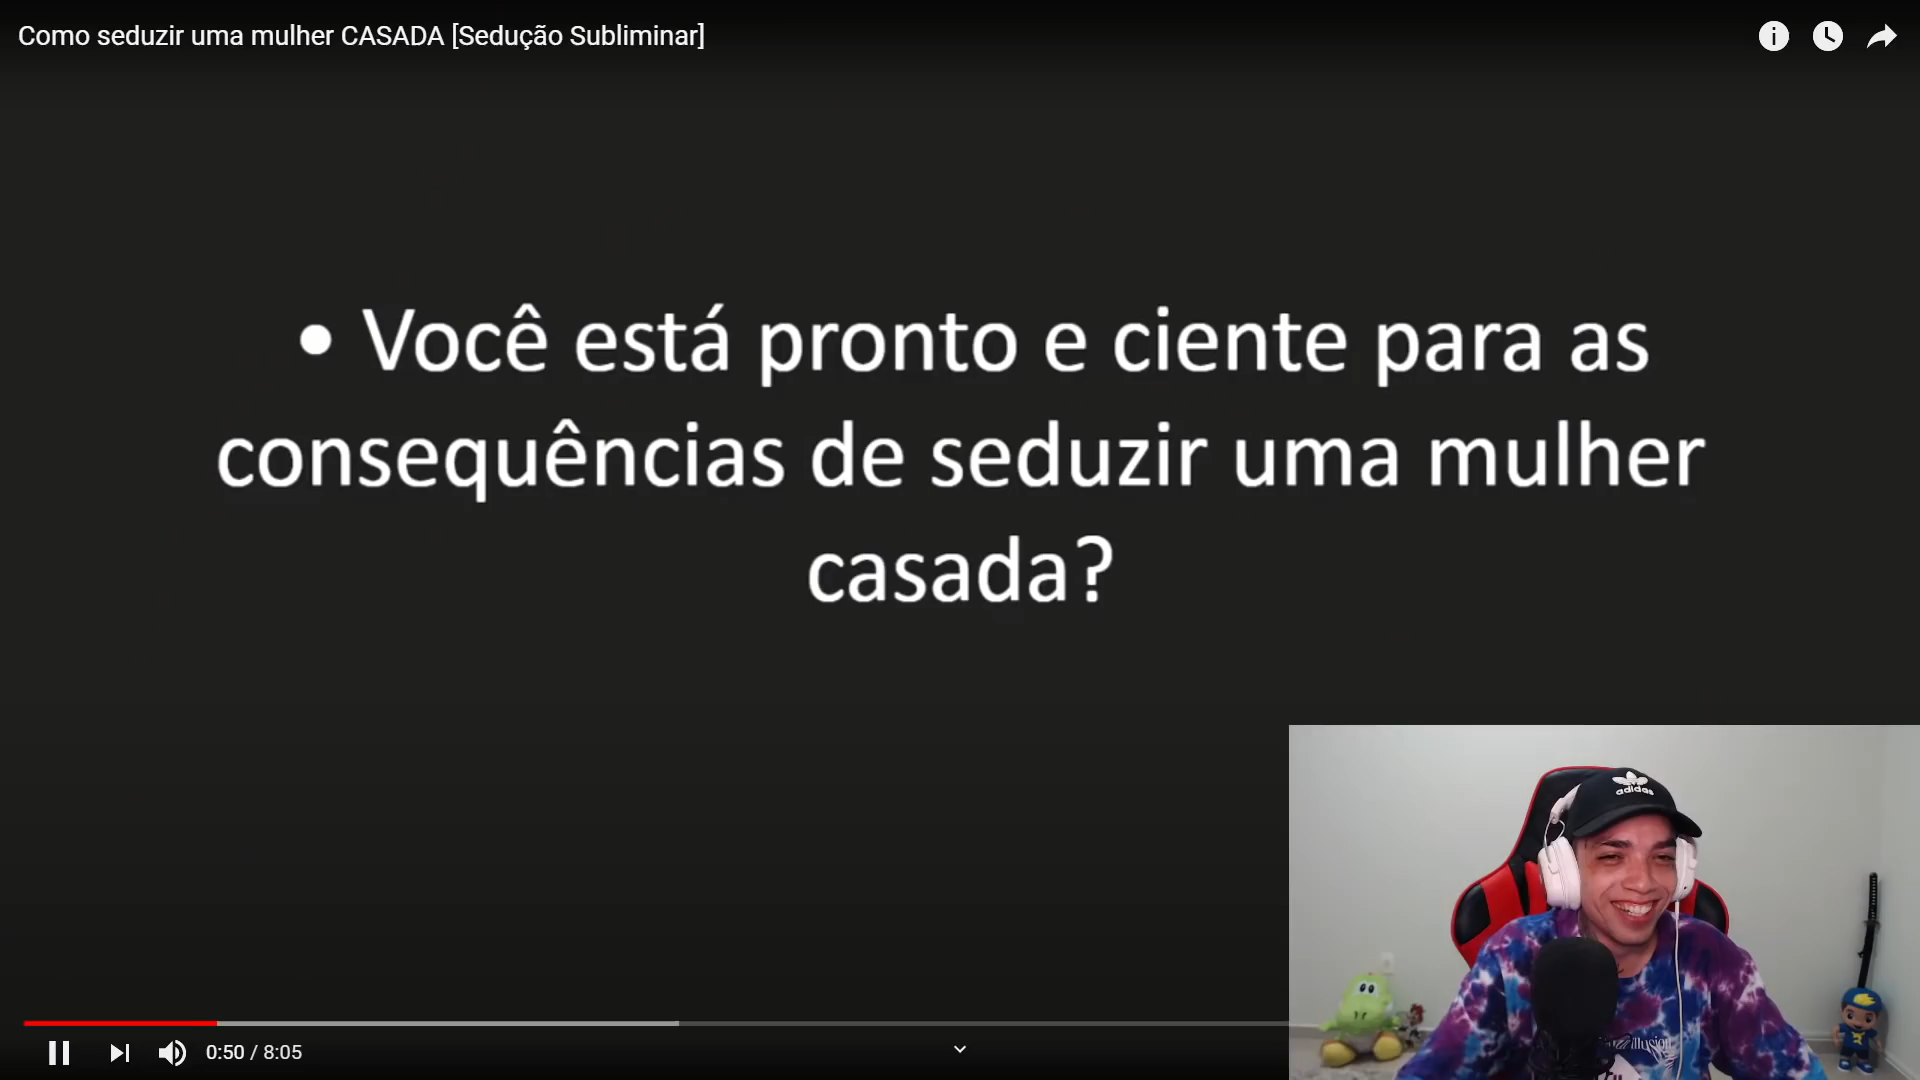 Como seduzir uma mulher CASADA [Sedução Subliminar]
• Você está pronto e ciente para as
consequências de seduzir uma mulher
casada?
adidas
0:50 / 8:05